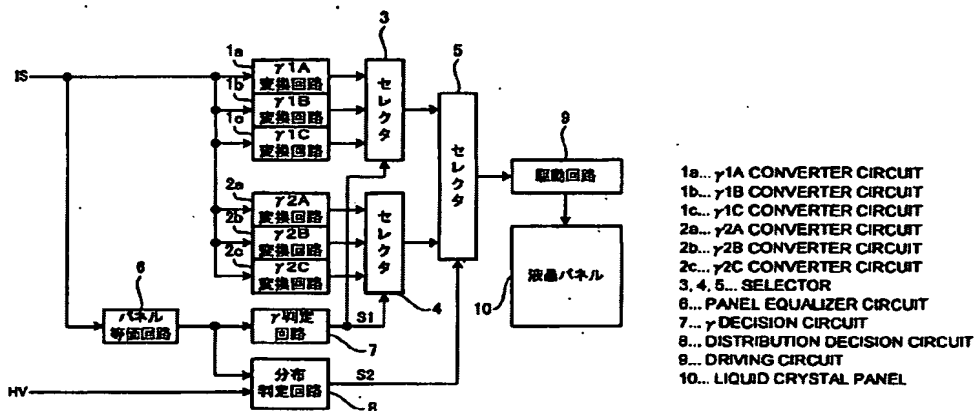 3
1a
γ1A
変換回路
1b
γ1B
変換回路
1c
γ1C
変換回路
セレクタ
5
IS
セレクタ
9
駆動回路
2a
γ2A
変換回路
2b
γ2B
変換回路
2c
γ2C
変換回路
セレクタ
4
10
液晶パネル
6
パネル
等価回路
γ判定
回路
S1
7
HV
分布
判定回路
S2
8
1a... γ1A CONVERTER CIRCUIT
1b... γ1B CONVERTER CIRCUIT
1c... γ1C CONVERTER CIRCUIT
2a... γ2A CONVERTER CIRCUIT
2b... γ2B CONVERTER CIRCUIT
2c... γ2C CONVERTER CIRCUIT
3, 4, 5... SELECTOR
6... PANEL EQUALIZER CIRCUIT
7... γ DECISION CIRCUIT
8... DISTRIBUTION DECISION CIRCUIT
9... DRIVING CIRCUIT
10... LIQUID CRYSTAL PANEL